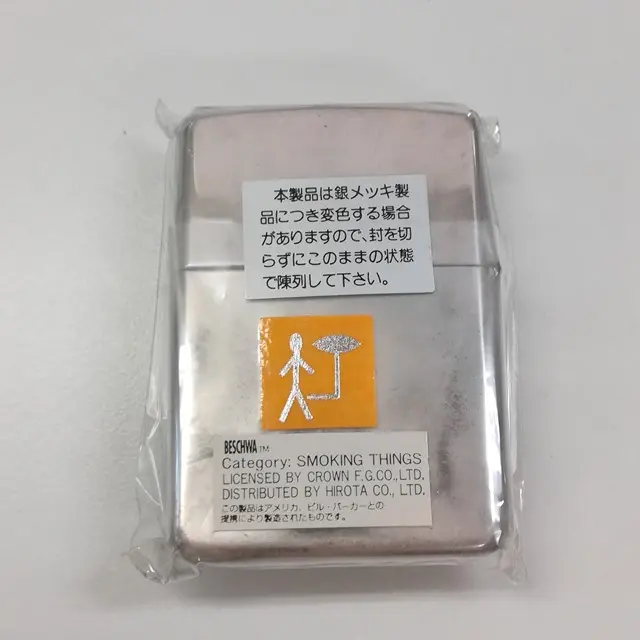 本製品は銀メッキ製
品につき変色する場合
がありますので、封を切
らずにこのままの状態
で陳列して下さい。
BESCHWA™
Category: SMOKING THINGS
LICENSED BY CROWN F.G.CO.,LTD.
DISTRIBUTED BY HIROTA CO., LTD.
この製品はアメリカ、ビル・バーカーとの
提携により製造されたものです。